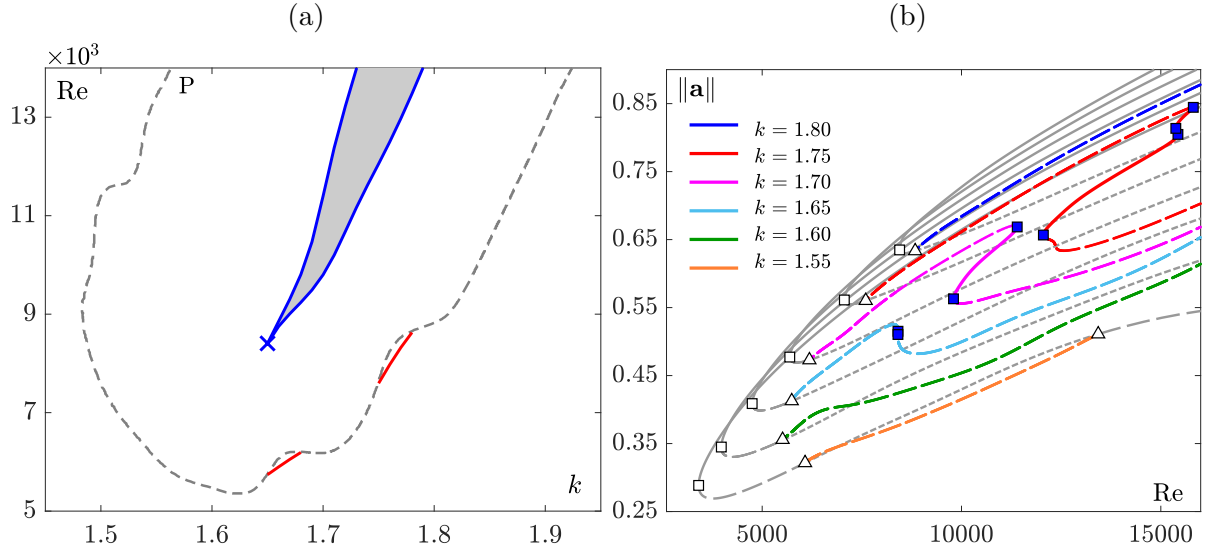 (a)
×10³
Re
P
13
11
9
7
5
1.5 1.6 1.7 1.8 1.9
k
(b)
‖a‖
0.85
0.75
0.65
0.55
0.45
0.35
0.25
k = 1.80
k = 1.75
k = 1.70
k = 1.65
k = 1.60
k = 1.55
Re
5000 10000 15000